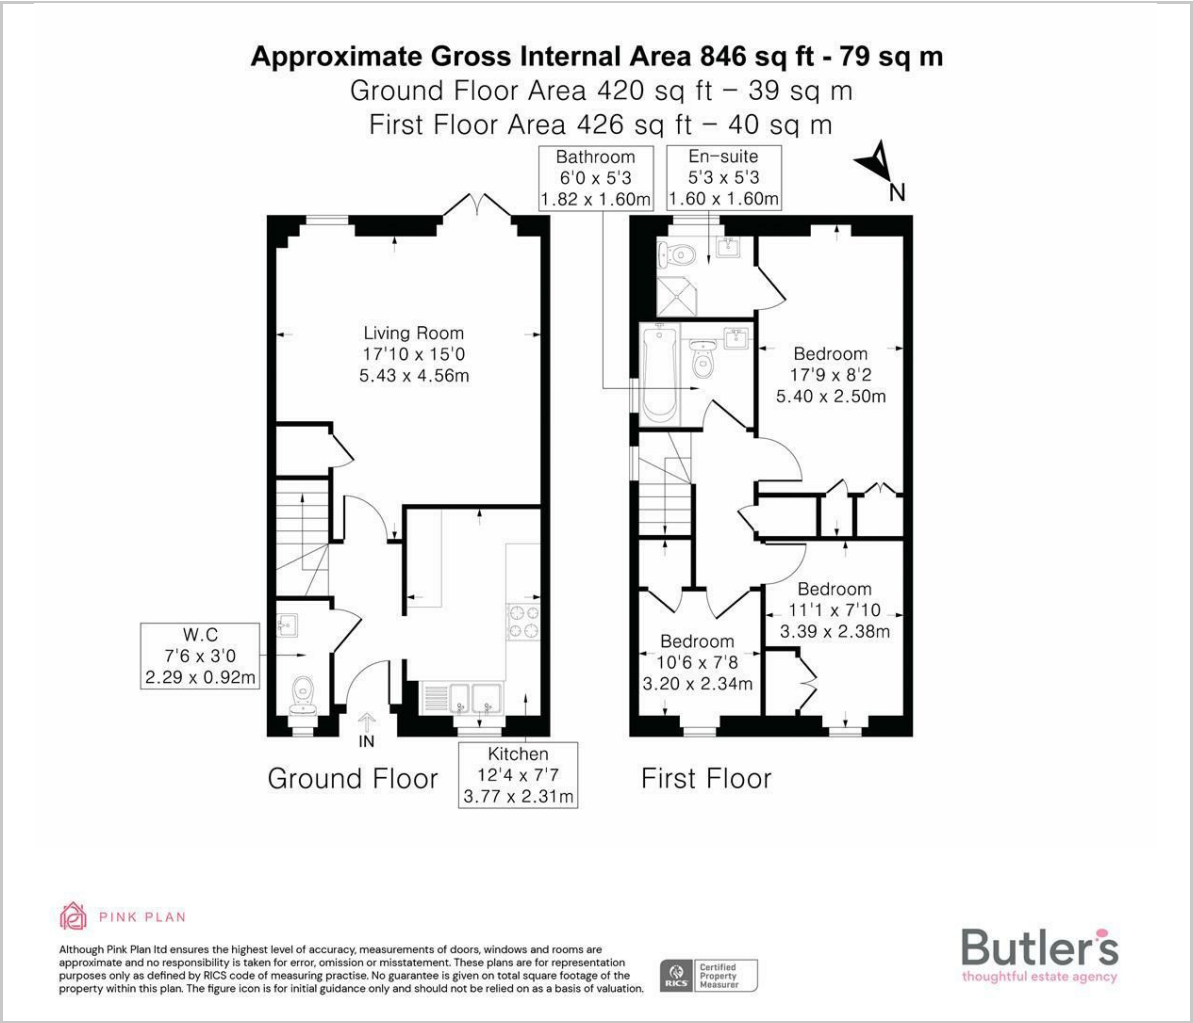 Approximate Gross Internal Area 846 sq ft - 79 sq m
Ground Floor Area 420 sq ft – 39 sq m
First Floor Area 426 sq ft – 40 sq m
Bathroom
6'0 x 5'3
1.82 x 1.60m
En-suite
5'3 x 5'3
1.60 x 1.60m
N
Living Room
17'10 x 15'0
5.43 x 4.56m
Bedroom
17'9 x 8'2
5.40 x 2.50m
W.C
7'6 x 3'0
2.29 x 0.92m
Bedroom
11'1 x 7'10
3.39 x 2.38m
Bedroom
10'6 x 7'8
3.20 x 2.34m
IN
Kitchen
12'4 x 7'7
3.77 x 2.31m
Ground Floor
First Floor
PINK PLAN
Although Pink Plan ltd ensures the highest level of accuracy, measurements of doors, windows and rooms are
approximate and no responsibility is taken for error, omission or misstatement. These plans are for representation
purposes only as defined by RICS code of measuring practise. No guarantee is given on total square footage of the
property within this plan. The figure icon is for initial guidance only and should not be relied on as a basis of valuation.
RICS
Certified
Property
Measurer
Butler's
thoughtful estate agency